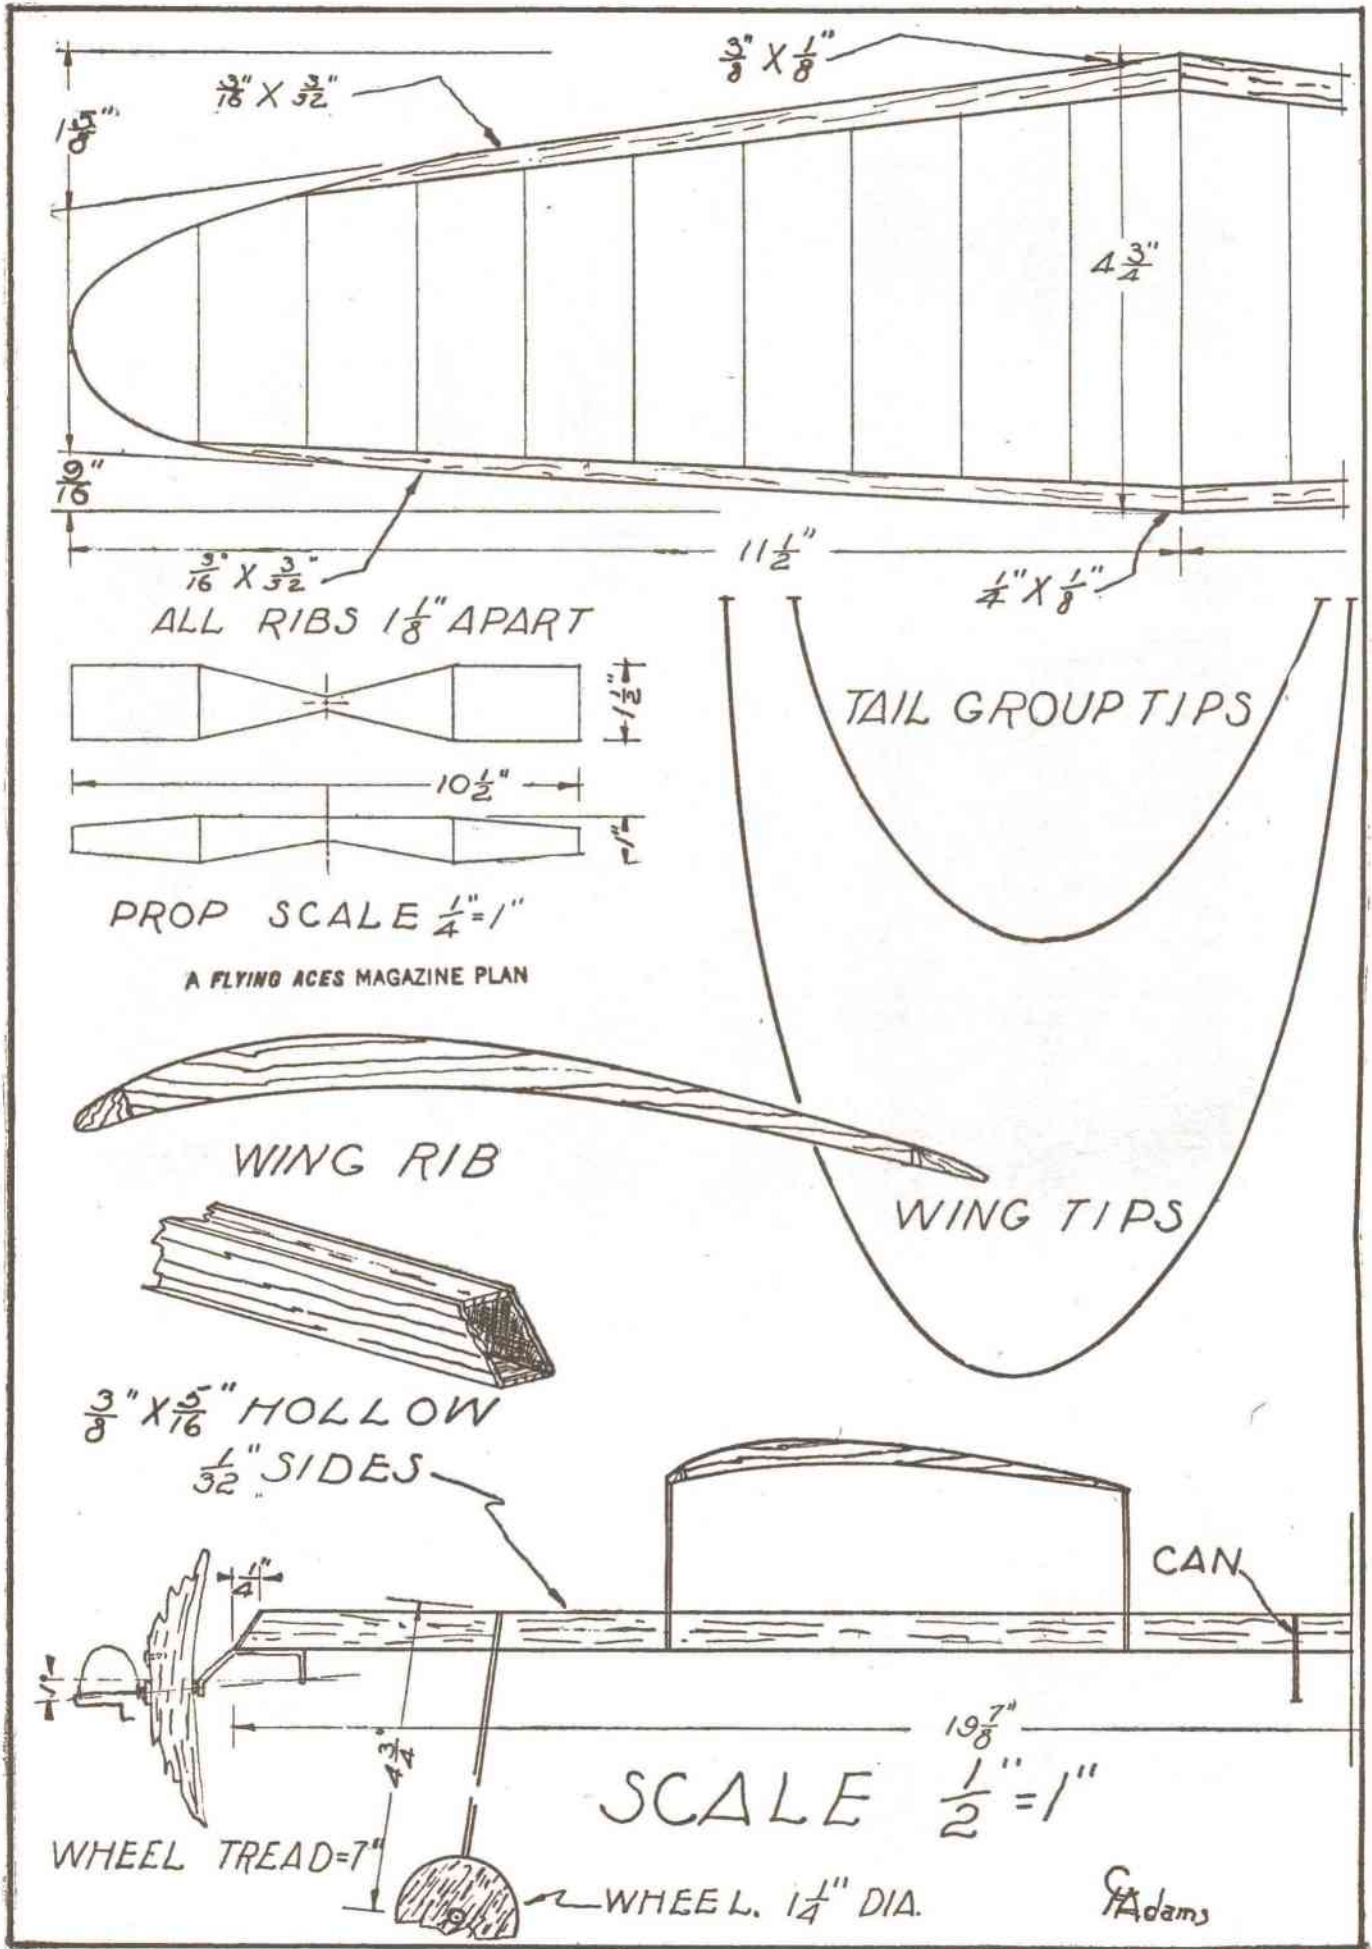 3/8" X 1/8"
3/16" X 3/32"
1 5/8"
4 3/4"
9/16"
11 1/2"
3/16" X 3/32"
1/4" X 1/8"
ALL RIBS 1 1/8" APART
1 1/2"
TAIL GROUP TIPS
10 1/2"
1"
PROP SCALE 1/4"=1"
A FLYING ACES MAGAZINE PLAN
WING RIB
WING TIPS
3/8" X 5/16" HOLLOW
1/32" SIDES
CAN
1/4"
1"
19 7/8"
4 3/4"
SCALE 1/2"=1"
WHEEL TREAD=7"
WHEEL. 1 1/4" DIA.
CHAdams